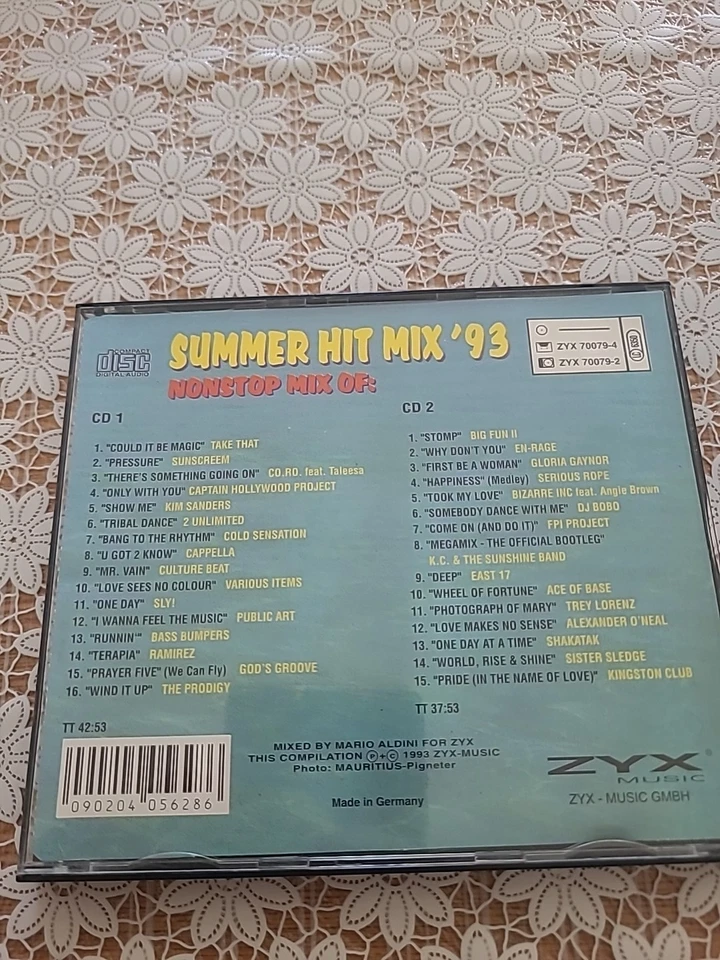 COMPACT
disc
DIGITAL AUDIO
SUMMER HIT MIX '93
NONSTOP MIX OF:
ZYX 70079-4
ZYX 70079-2
CD 1
1. "COULD IT BE MAGIC" TAKE THAT
2. "PRESSURE" SUNSCREEM
3. "THERE'S SOMETHING GOING ON" CO.RO. feat. Taleesa
4. "ONLY WITH YOU" CAPTAIN HOLLYWOOD PROJECT
5. "SHOW ME" KIM SANDERS
6. "TRIBAL DANCE" 2 UNLIMITED
7. "BANG TO THE RHYTHM" COLD SENSATION
8. "U GOT 2 KNOW" CAPPELLA
9. "MR. VAIN" CULTURE BEAT
10. "LOVE SEES NO COLOUR" VARIOUS ITEMS
11. "ONE DAY" SLY!
12. "I WANNA FEEL THE MUSIC" PUBLIC ART
13. "RUNNIN'" BASS BUMPERS
14. "TERAPIA" RAMIREZ
15. "PRAYER FIVE" (We Can Fly) GOD'S GROOVE
16. "WIND IT UP" THE PRODIGY
TT 42:53
CD 2
1. "STOMP" BIG FUN II
2. "WHY DON'T YOU" EN-RAGE
3. "FIRST BE A WOMAN" GLORIA GAYNOR
4. "HAPPINESS" (Medley) SERIOUS ROPE
5. "TOOK MY LOVE" BIZARRE INC feat. Angie Brown
6. "SOMEBODY DANCE WITH ME" DJ BOBO
7. "COME ON (AND DO IT)" FPI PROJECT
8. "MEGAMIX - THE OFFICIAL BOOTLEG"
K.C. & THE SUNSHINE BAND
9. "DEEP" EAST 17
10. "WHEEL OF FORTUNE" ACE OF BASE
11. "PHOTOGRAPH OF MARY" TREY LORENZ
12. "LOVE MAKES NO SENSE" ALEXANDER O'NEAL
13. "ONE DAY AT A TIME" SHAKATAK
14. "WORLD, RISE & SHINE" SISTER SLEDGE
15. "PRIDE (IN THE NAME OF LOVE)" KINGSTON CLUB
TT 37:53
090204 056286
MIXED BY MARIO ALDINI FOR ZYX
THIS COMPILATION Ⓟ+Ⓒ 1993 ZYX-MUSIC
Photo: MAURITIUS-Pigneter
Made in Germany
ZYX
MUSIC
ZYX - MUSIC GMBH